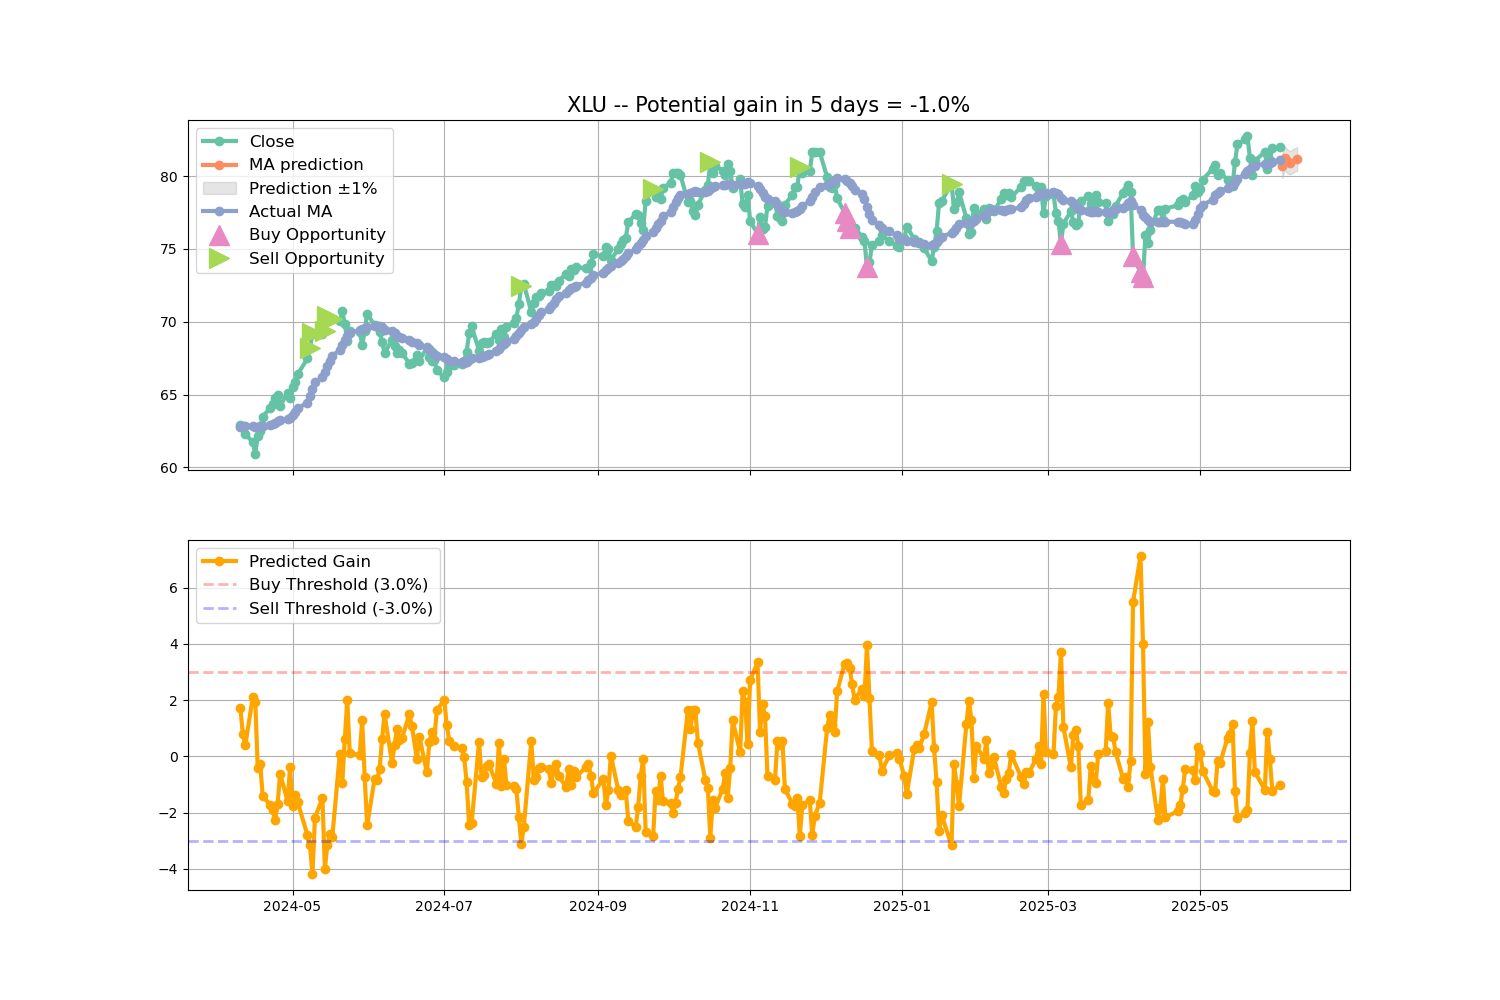 XLU -- Potential gain in 5 days = -1.0%
Close
MA prediction
Prediction ±1%
Actual MA
Buy Opportunity
Sell Opportunity
80
75
70
65
60
Predicted Gain
Buy Threshold (3.0%)
Sell Threshold (-3.0%)
6
4
2
0
−2
−4
2024-05 2024-07 2024-09 2024-11 2025-01 2025-03 2025-05